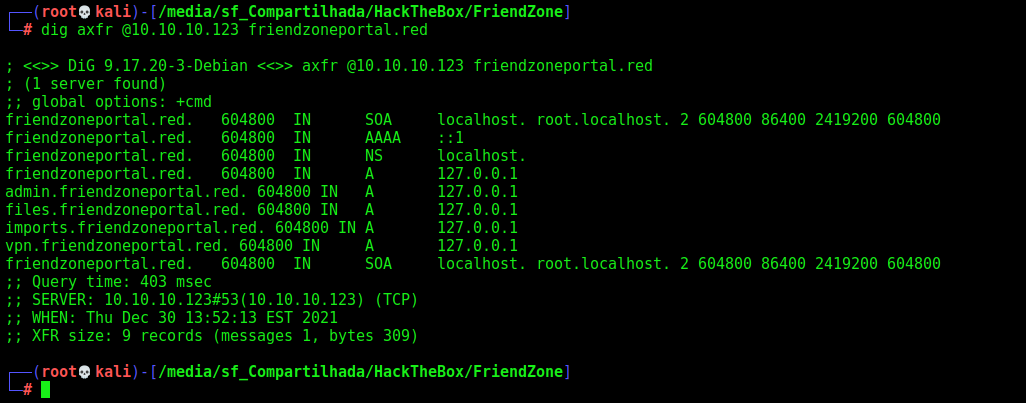 ┌──(root💀kali)-[/media/sf_Compartilhada/HackTheBox/FriendZone]
└─# dig axfr @10.10.10.123 friendzoneportal.red

; <<>> DiG 9.17.20-3-Debian <<>> axfr @10.10.10.123 friendzoneportal.red
; (1 server found)
;; global options: +cmd
friendzoneportal.red.   604800  IN      SOA     localhost. root.localhost. 2 604800 86400 2419200 604800
friendzoneportal.red.   604800  IN      AAAA    ::1
friendzoneportal.red.   604800  IN      NS      localhost.
friendzoneportal.red.   604800  IN      A       127.0.0.1
admin.friendzoneportal.red. 604800 IN   A       127.0.0.1
files.friendzoneportal.red. 604800 IN   A       127.0.0.1
imports.friendzoneportal.red. 604800 IN A       127.0.0.1
vpn.friendzoneportal.red. 604800 IN     A       127.0.0.1
friendzoneportal.red.   604800  IN      SOA     localhost. root.localhost. 2 604800 86400 2419200 604800
;; Query time: 403 msec
;; SERVER: 10.10.10.123#53(10.10.10.123) (TCP)
;; WHEN: Thu Dec 30 13:52:13 EST 2021
;; XFR size: 9 records (messages 1, bytes 309)

┌──(root💀kali)-[/media/sf_Compartilhada/HackTheBox/FriendZone]
└─#